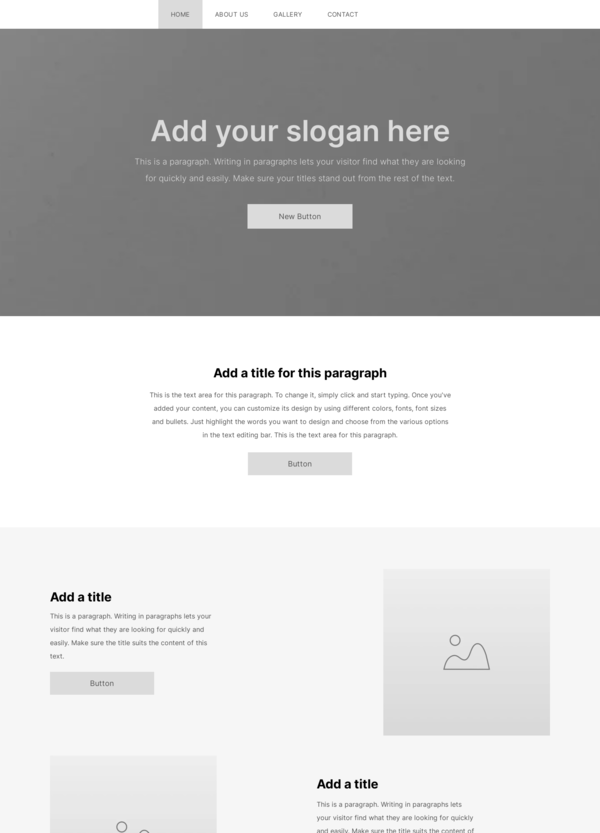 HOME ABOUT US GALLERY CONTACT
Add your slogan here
This is a paragraph. Writing in paragraphs lets your visitor find what they are looking
for quickly and easily. Make sure your titles stand out from the rest of the text.
New Button
Add a title for this paragraph
This is the text area for this paragraph. To change it, simply click and start typing. Once you've
added your content, you can customize its design by using different colors, fonts, font sizes
and bullets. Just highlight the words you want to design and choose from the various options
in the text editing bar. This is the text area for this paragraph.
Button
Add a title
This is a paragraph. Writing in paragraphs lets your
visitor find what they are looking for quickly and
easily. Make sure the title suits the content of this
text.
Button
Add a title
This is a paragraph. Writing in paragraphs lets
your visitor find what they are looking for quickly
and easily. Make sure the title suits the content of